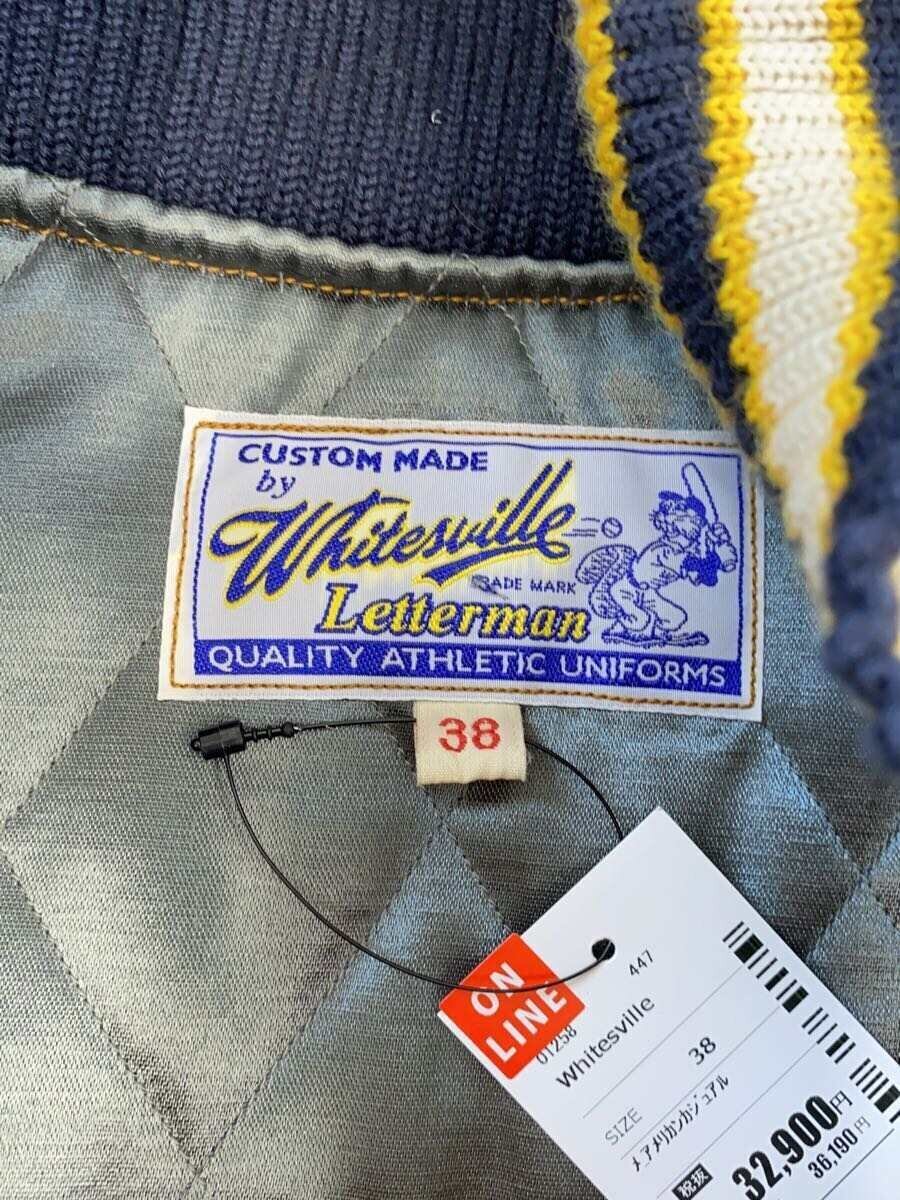 CUSTOM MADE
by
Whitesville
TRADE MARK
Letterman
QUALITY ATHLETIC UNIFORMS
38
ON
LINE
447
01258
Whitesville
SIZE 38
メ.アメリカンカジュアル
税抜 32,900円
36,190円